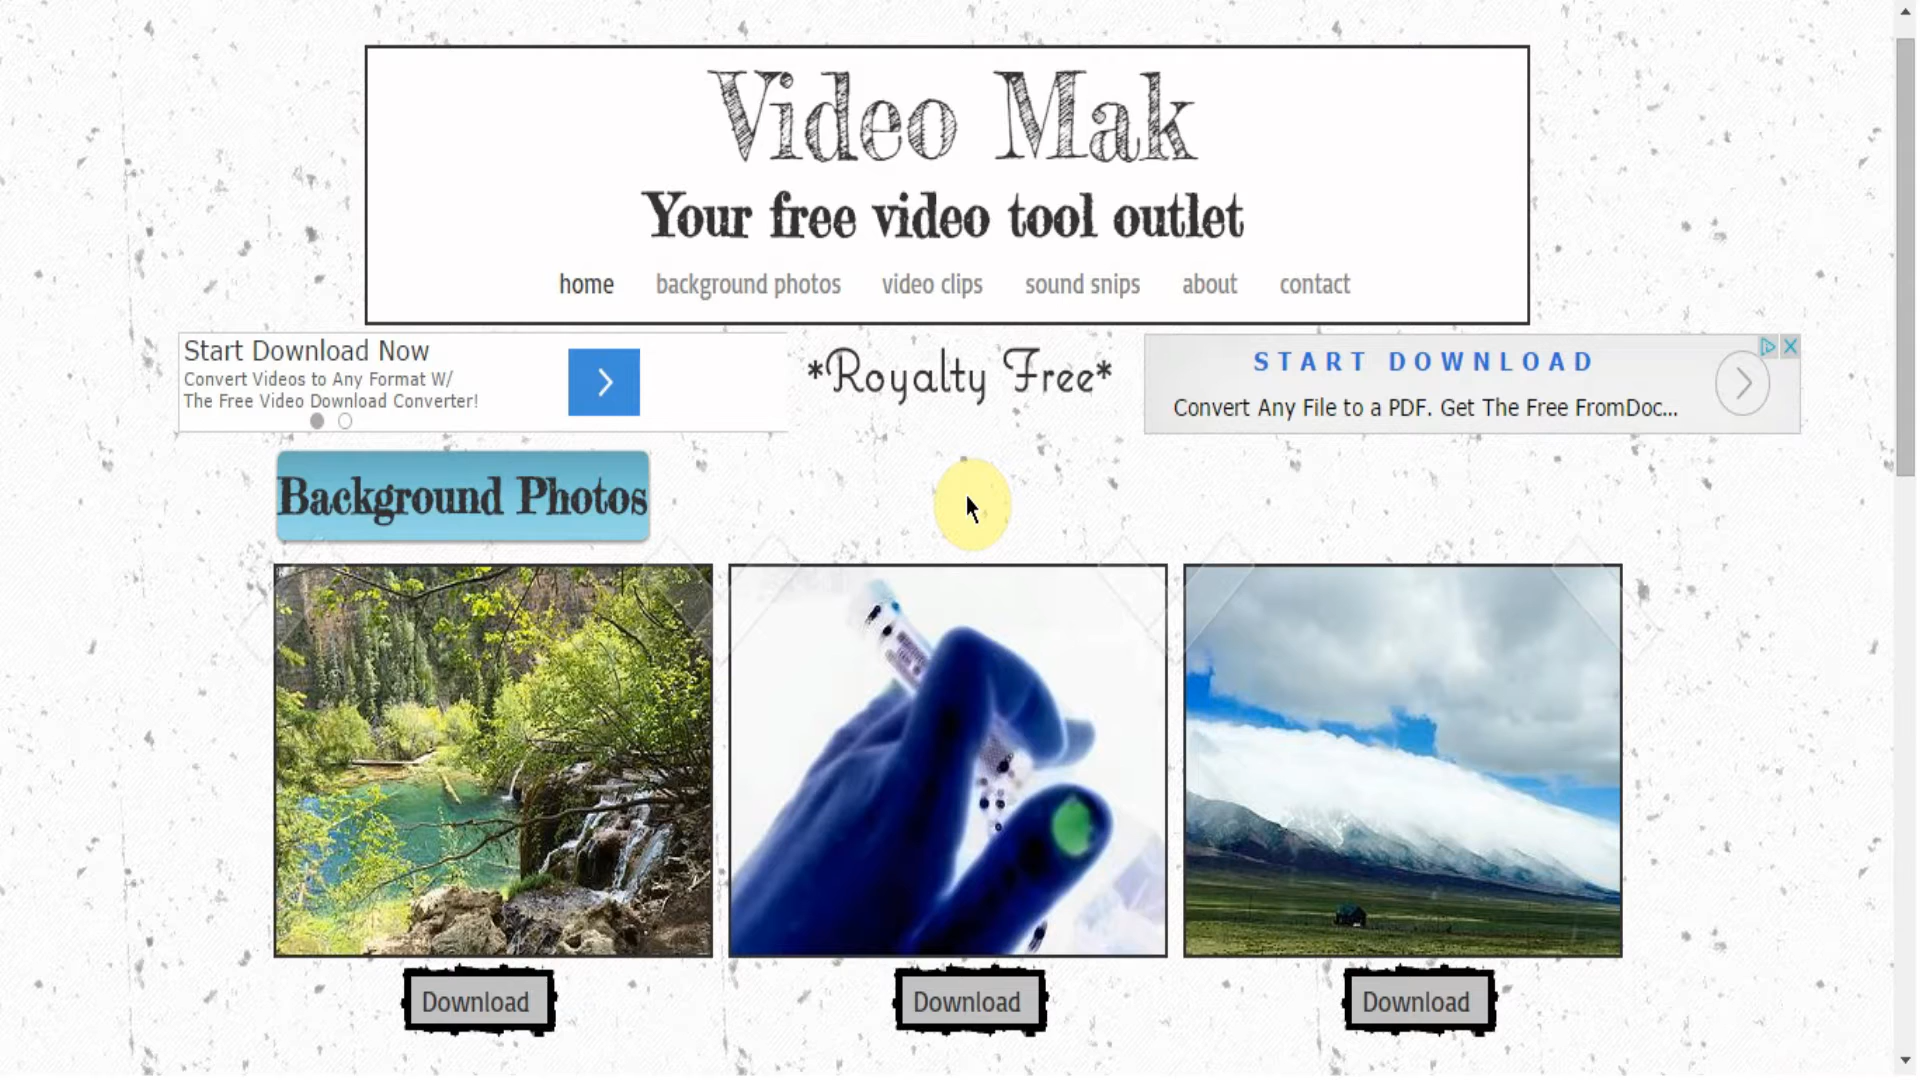 Video Mak
Your free video tool outlet
home background photos video clips sound snips about contact
Start Download Now
Convert Videos to Any Format W/
The Free Video Download Converter!
*Royalty Free*
START DOWNLOAD
Convert Any File to a PDF. Get The Free FromDoc...
Background Photos
Download Download Download